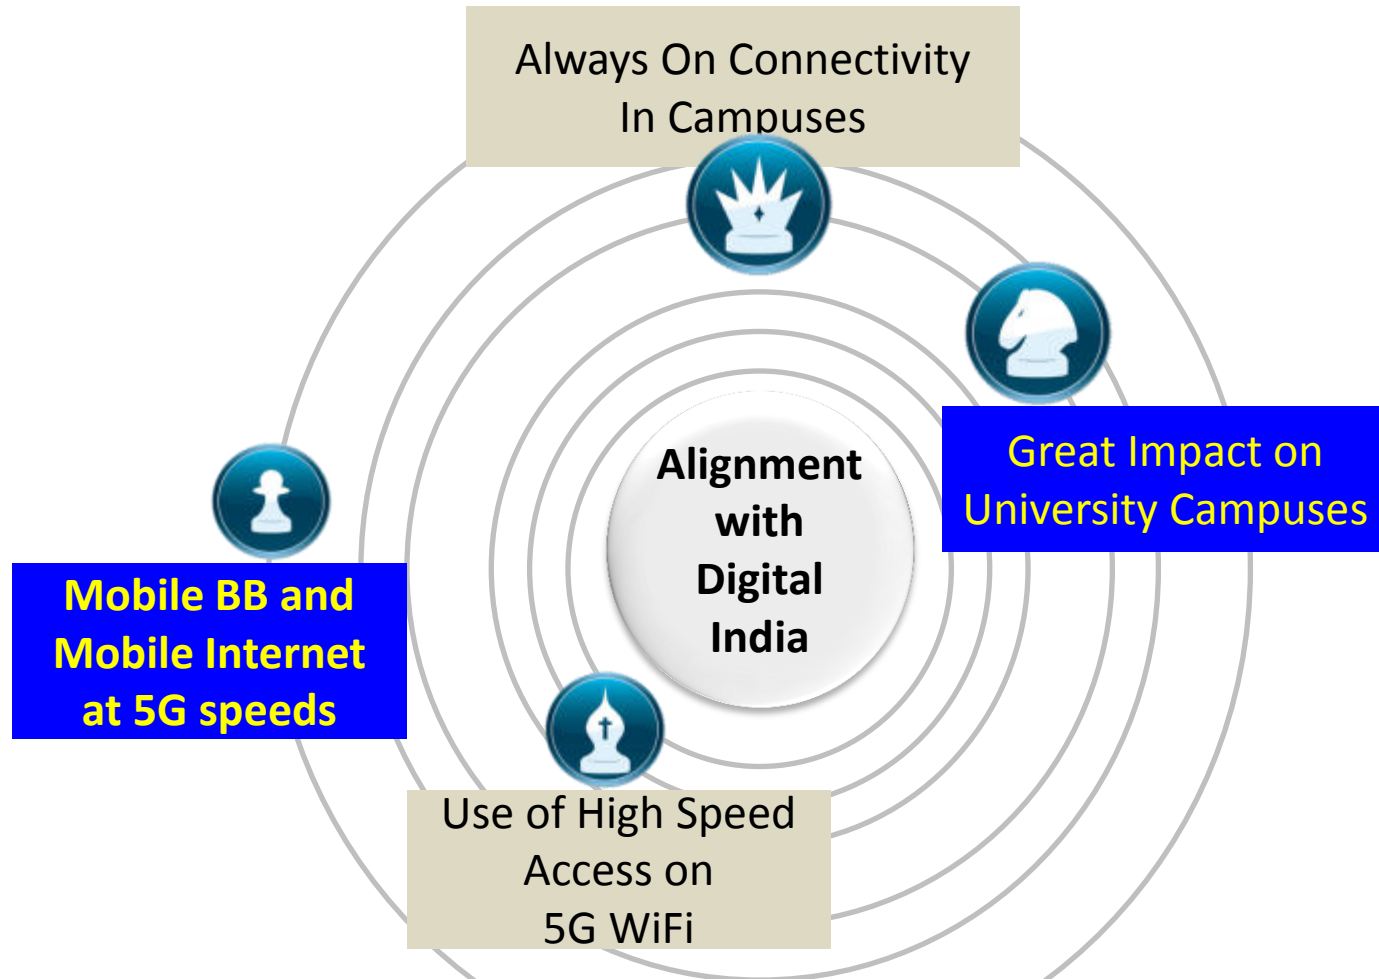 Always On Connectivity
In Campuses
Great Impact on
University Campuses
Alignment
with
Digital
India
Mobile BB and
Mobile Internet
at 5G speeds
Use of High Speed
Access on
5G WiFi